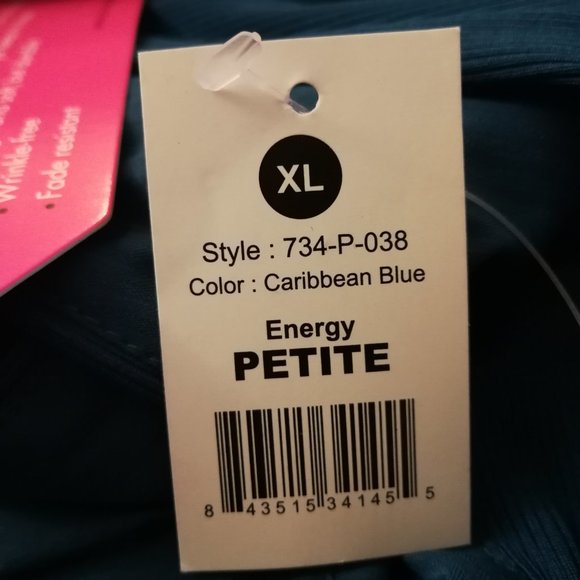 XL
Style : 734-P-038
Color : Caribbean Blue
Energy
PETITE
8 43515 34145 5
• Wrinkle-free
• Fade resistant